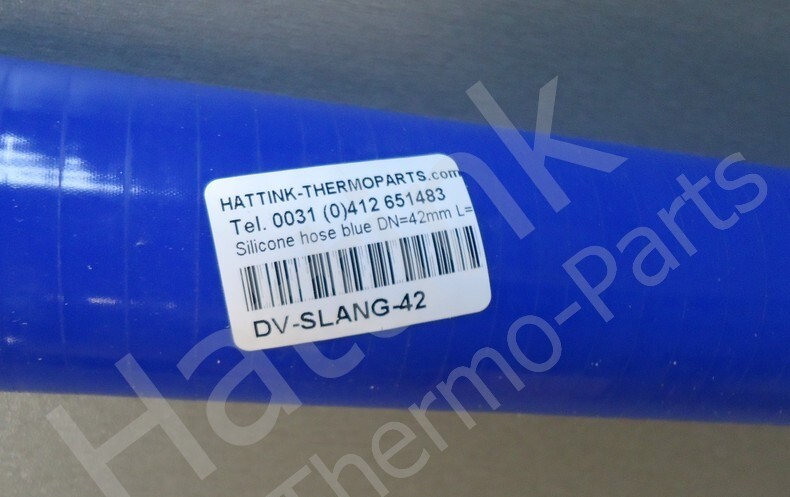 HATTINK-THERMOPARTS.com
Tel. 0031 (0)412 651483
Silicone hose blue DN=42mm L=
DV-SLANG-42
Hattink
Thermo-Parts